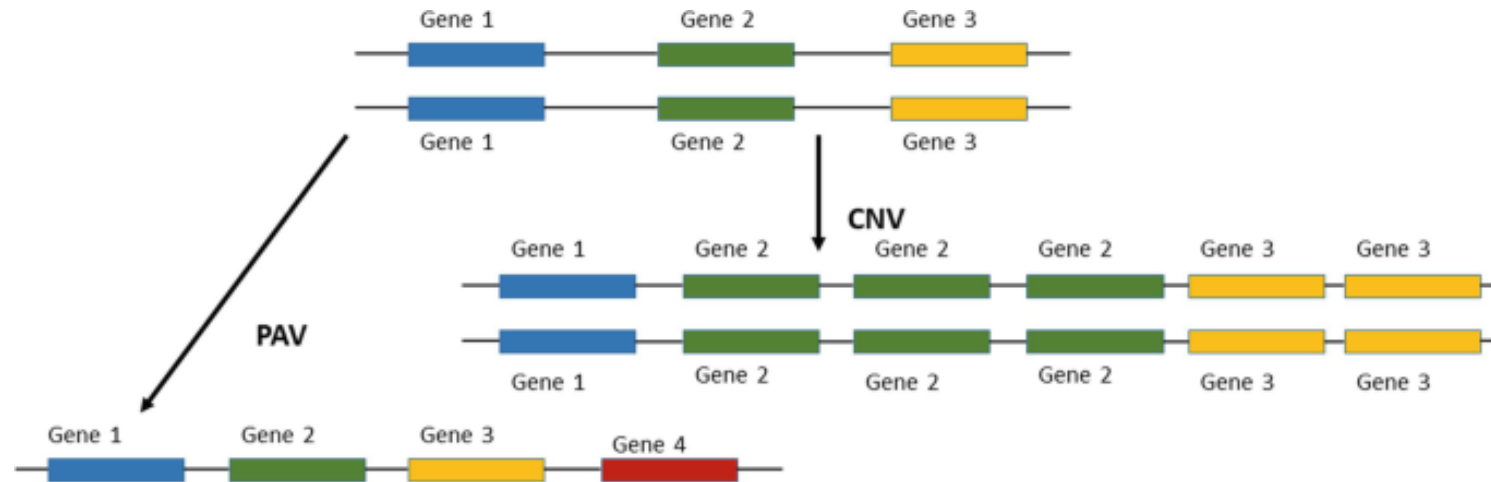 Gene 1 Gene 2 Gene 3
Gene 1 Gene 2 Gene 3
CNV
Gene 1 Gene 2 Gene 2 Gene 2 Gene 3 Gene 3
PAV
Gene 1 Gene 2 Gene 2 Gene 2 Gene 3 Gene 3
Gene 1 Gene 2 Gene 3 Gene 4